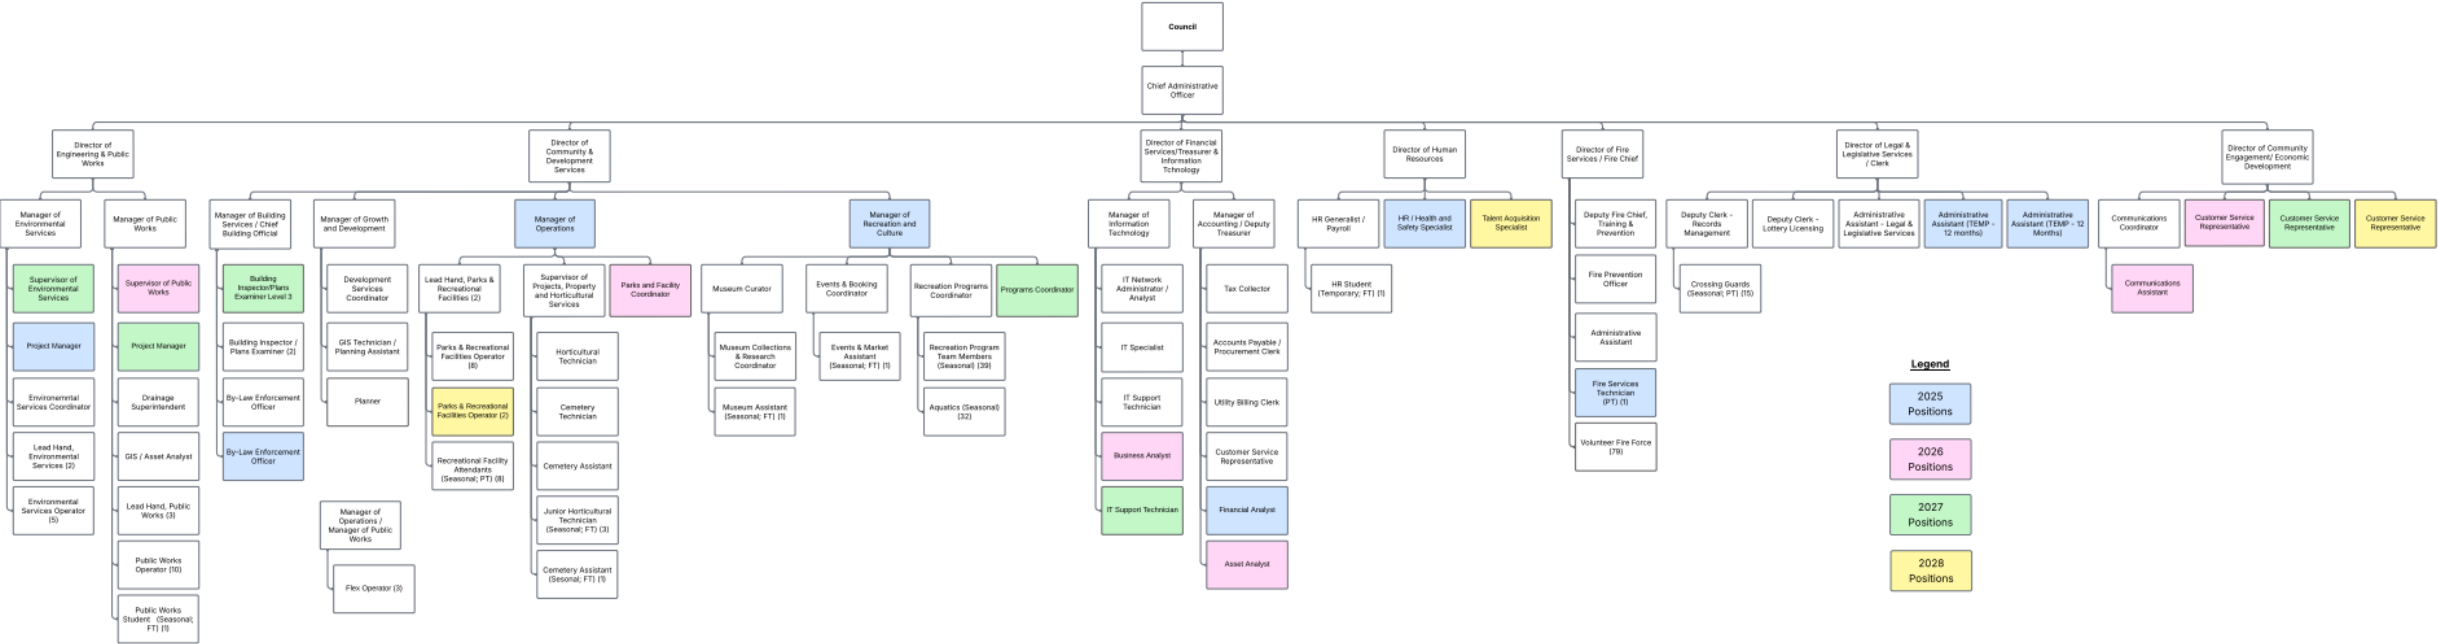 Council
Chief Administrative
Officer
Director of
Engineering & Public
Works
Director of
Community &
Development
Services
Director of Financial
Services/Treasurer &
Information
Tchnology
Director of Human
Resources
Director of Fire
Services / Fire Chief
Director of Legal &
Legislative Services
/ Clerk
Director of Community
Engagement/ Economic
Development
Manager of
Environmental
Services
Manager of Public
Works
Manager of Building
Services / Chief
Building Official
Manager of Growth
and Development
Manager of
Operations
Manager of
Recreation and
Culture
Manager of
Information
Technology
Manager of
Accounting / Deputy
Treasurer
HR Generalist /
Payroll
HR / Health and
Safety Specialist
Talent Acquisition
Specialist
Deputy Fire Chief,
Training &
Prevention
Deputy Clerk -
Records
Management
Deputy Clerk -
Lottery Licensing
Administrative
Assistant - Legal &
Legislative Services
Administrative
Assistant (TEMP -
12 months)
Administrative
Assistant (TEMP - 12
Months)
Communications
Coordinator
Customer Service
Representative
Customer Service
Representative
Customer Service
Representative
Supervisor of
Environmental
Services
Project Manager
Environemntal
Services Coordinator
Lead Hand,
Environmental
Services (2)
Environmental
Services Operator
(5)
Supervisor of Public
Works
Project Manager
Drainage
Superintendent
GIS / Asset Analyst
Lead Hand, Public
Works (3)
Public Works
Operator (10)
Public Works
Student (Seasonal;
FT) (1)
Building
Inspector/Plans
Examiner Level 3
Building Inspector /
Plans Examiner (2)
By-Law Enforcement
Officer
By-Law Enforcement
Officer
Development
Services
Coordinator
GIS Technician /
Planning Assistant
Planner
Manager of
Operations /
Manager of Public
Works
Flex Operator (3)
Lead Hand, Parks &
Recreational
Facilities (2)
Parks & Recreational
Facilities Operator
(8)
Parks & Recreational
Facilities Operator (2)
Recreational Facility
Attendants
(Seasonal; PT) (8)
Supervisor of
Projects, Property
and Horticultural
Services
Horticultural
Technician
Cemetery
Technician
Cemetery Assistant
Junior Horticultural
Technician
(Seasonal; FT) (3)
Cemetery Assistant
(Sesonal; FT) (1)
Parks and Facility
Coordinator
Museum Curator
Museum Collections
& Research
Coordinator
Museum Assistant
(Seasonal; FT) (1)
Events & Booking
Coordinator
Events & Market
Assistant
(Seasonal; FT) (1)
Recreation Programs
Coordinator
Recreation Program
Team Members
(Seasonal) (39)
Aquatics (Seasonal)
(32)
Programs Coordinator
IT Network
Administrator /
Analyst
IT Specialist
IT Support
Technician
Business Analyst
IT Support Technician
Tax Collector
Accounts Payable /
Procurement Clerk
Utility Billing Clerk
Customer Service
Representative
Financial Analyst
Asset Analyst
HR Student
(Temporary; FT) (1)
Fire Prevention
Officer
Administrative
Assistant
Fire Services
Technician
(PT) (1)
Volunteer Fire Force
(79)
Crossing Guards
(Seasonal; PT) (15)
Communications
Assistant
Legend
2025
Positions
2026
Positions
2027
Positions
2028
Positions